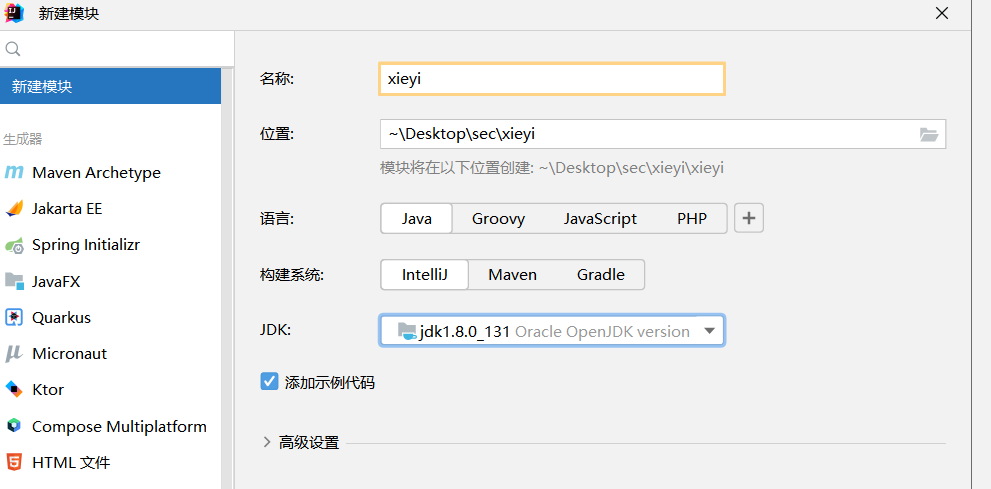 新建模块
新建模块
生成器
Maven Archetype
Jakarta EE
Spring Initializr
JavaFX
Quarkus
Micronaut
Ktor
Compose Multiplatform
HTML 文件
名称:
xieyi
位置:
~\Desktop\sec\xieyi
模块将在以下位置创建: ~\Desktop\sec\xieyi\xieyi
语言:
Java Groovy JavaScript PHP +
构建系统:
IntelliJ Maven Gradle
JDK:
jdk1.8.0_131 Oracle OpenJDK version
添加示例代码
高级设置